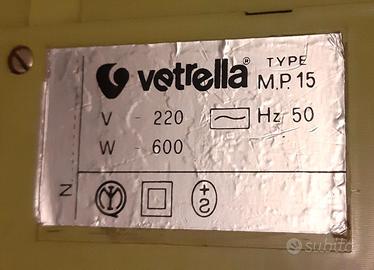 vetrella® TYPE
M.P. 15
V - 220 Hz 50
W - 600
N
+S
subito